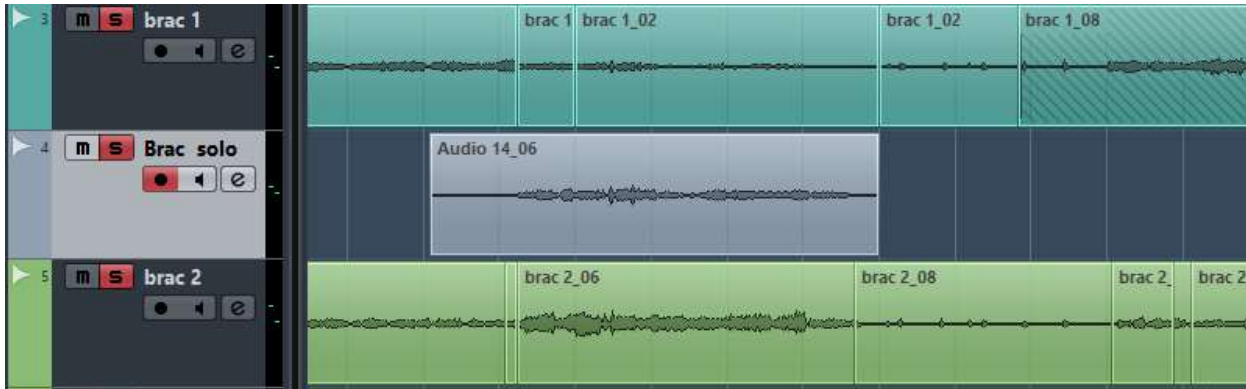 3 m S brac 1 brac 1 brac 1_02 brac 1_02 brac 1_08
e
4 m S Brac solo Audio 14_06
e
5 m S brac 2 brac 2_06 brac 2_08 brac 2_ brac 2
e